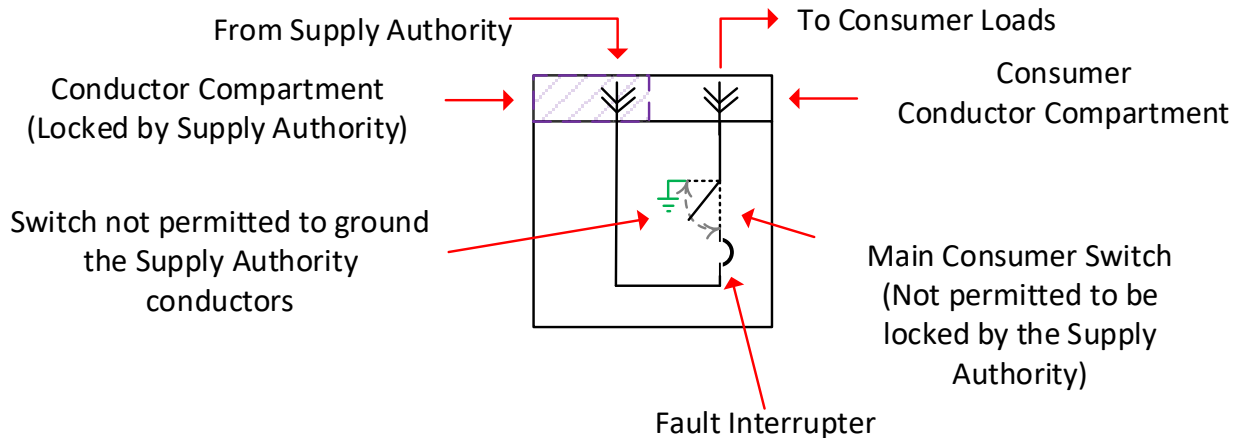 From Supply Authority
To Consumer Loads
Conductor Compartment
(Locked by Supply Authority)
Consumer
Conductor Compartment
Switch not permitted to ground
the Supply Authority
conductors
Main Consumer Switch
(Not permitted to be
locked by the Supply
Authority)
Fault Interrupter